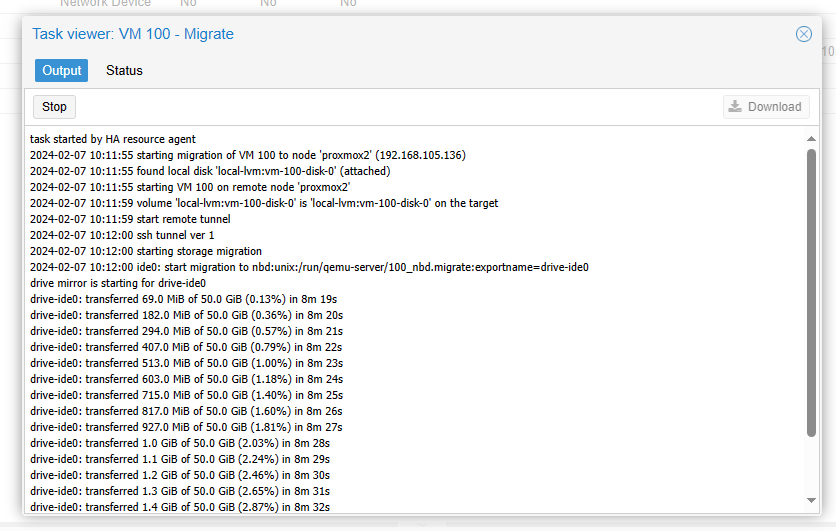 Network Device No No No
Task viewer: VM 100 - Migrate
10
Output Status
Stop Download
task started by HA resource agent
2024-02-07 10:11:55 starting migration of VM 100 to node 'proxmox2' (192.168.105.136)
2024-02-07 10:11:55 found local disk 'local-lvm:vm-100-disk-0' (attached)
2024-02-07 10:11:55 starting VM 100 on remote node 'proxmox2'
2024-02-07 10:11:59 volume 'local-lvm:vm-100-disk-0' is 'local-lvm:vm-100-disk-0' on the target
2024-02-07 10:11:59 start remote tunnel
2024-02-07 10:12:00 ssh tunnel ver 1
2024-02-07 10:12:00 starting storage migration
2024-02-07 10:12:00 ide0: start migration to nbd:unix:/run/qemu-server/100_nbd.migrate:exportname=drive-ide0
drive mirror is starting for drive-ide0
drive-ide0: transferred 69.0 MiB of 50.0 GiB (0.13%) in 8m 19s
drive-ide0: transferred 182.0 MiB of 50.0 GiB (0.36%) in 8m 20s
drive-ide0: transferred 294.0 MiB of 50.0 GiB (0.57%) in 8m 21s
drive-ide0: transferred 407.0 MiB of 50.0 GiB (0.79%) in 8m 22s
drive-ide0: transferred 513.0 MiB of 50.0 GiB (1.00%) in 8m 23s
drive-ide0: transferred 603.0 MiB of 50.0 GiB (1.18%) in 8m 24s
drive-ide0: transferred 715.0 MiB of 50.0 GiB (1.40%) in 8m 25s
drive-ide0: transferred 817.0 MiB of 50.0 GiB (1.60%) in 8m 26s
drive-ide0: transferred 927.0 MiB of 50.0 GiB (1.81%) in 8m 27s
drive-ide0: transferred 1.0 GiB of 50.0 GiB (2.03%) in 8m 28s
drive-ide0: transferred 1.1 GiB of 50.0 GiB (2.24%) in 8m 29s
drive-ide0: transferred 1.2 GiB of 50.0 GiB (2.46%) in 8m 30s
drive-ide0: transferred 1.3 GiB of 50.0 GiB (2.65%) in 8m 31s
drive-ide0: transferred 1.4 GiB of 50.0 GiB (2.87%) in 8m 32s